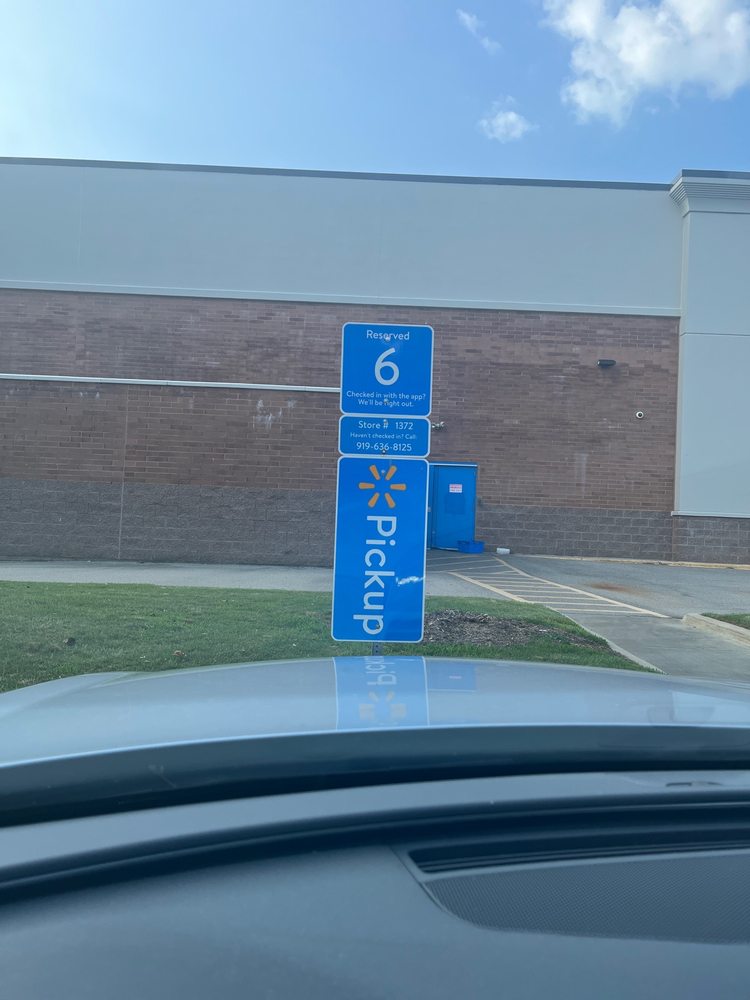 Reserved
6
Checked in with the app?
We'll be right out.
Store # 1372
Haven't checked in? Call:
919-636-8125
Pickup